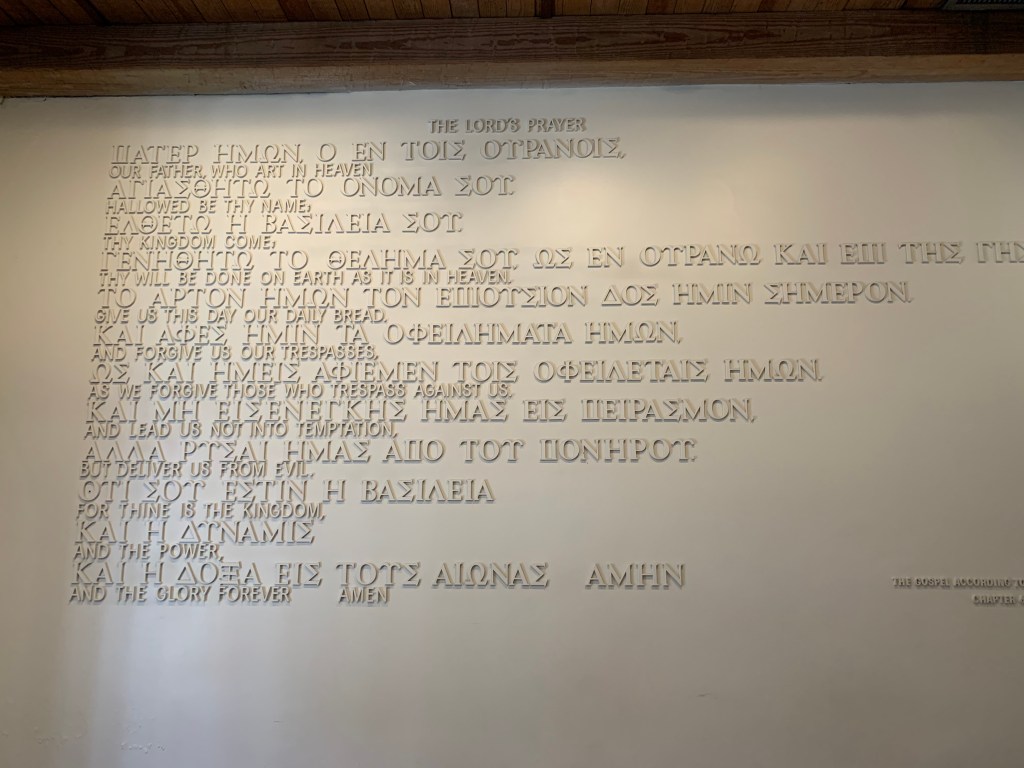 THE LORD'S PRAYER
ΠΑΤΕΡ ΗΜΩΝ, Ο ΕΝ ΤΟΙΣ ΟΥΡΑΝΟΙΣ,
OUR FATHER, WHO ART IN HEAVEN
ΑΓΙΑΣΘΗΤΩ ΤΟ ΟΝΟΜΑ ΣΟΥ.
HALLOWED BE THY NAME;
ΕΛΘΕΤΩ Η ΒΑΣΙΛΕΙΑ ΣΟΥ.
THY KINGDOM COME;
ΓΕΝΗΘΗΤΩ ΤΟ ΘΕΛΗΜΑ ΣΟΥ, ΩΣ ΕΝ ΟΥΡΑΝΩ ΚΑΙ ΕΠΙ ΤΗΣ ΓΗΣ
THY WILL BE DONE ON EARTH AS IT IS IN HEAVEN.
ΤΟ ΑΡΤΟΝ ΗΜΩΝ ΤΟΝ ΕΠΙΟΥΣΙΟΝ ΔΟΣ ΗΜΙΝ ΣΗΜΕΡΟΝ.
GIVE US THIS DAY OUR DAILY BREAD.
ΚΑΙ ΑΦΕΣ ΗΜΙΝ ΤΑ ΟΦΕΙΛΗΜΑΤΑ ΗΜΩΝ,
AND FORGIVE US OUR TRESPASSES,
ΩΣ ΚΑΙ ΗΜΕΙΣ ΑΦΙΕΜΕΝ ΤΟΙΣ ΟΦΕΙΛΕΤΑΙΣ ΗΜΩΝ.
AS WE FORGIVE THOSE WHO TRESPASS AGAINST US.
ΚΑΙ ΜΗ ΕΙΣΕΝΕΓΚΗΣ ΗΜΑΣ ΕΙΣ ΠΕΙΡΑΣΜΟΝ,
AND LEAD US NOT INTO TEMPTATION,
ΑΛΛΑ ΡΥΣΑΙ ΗΜΑΣ ΑΠΟ ΤΟΥ ΠΟΝΗΡΟΥ.
BUT DELIVER US FROM EVIL.
ΟΤΙ ΣΟΥ ΕΣΤΙΝ Η ΒΑΣΙΛΕΙΑ
FOR THINE IS THE KINGDOM,
ΚΑΙ Η ΔΥΝΑΜΙΣ
AND THE POWER,
ΚΑΙ Η ΔΟΞΑ ΕΙΣ ΤΟΥΣ ΑΙΩΝΑΣ ΑΜΗΝ
AND THE GLORY FOREVER AMEN
THE GOSPEL ACCORDING TO
CHAPTER 6